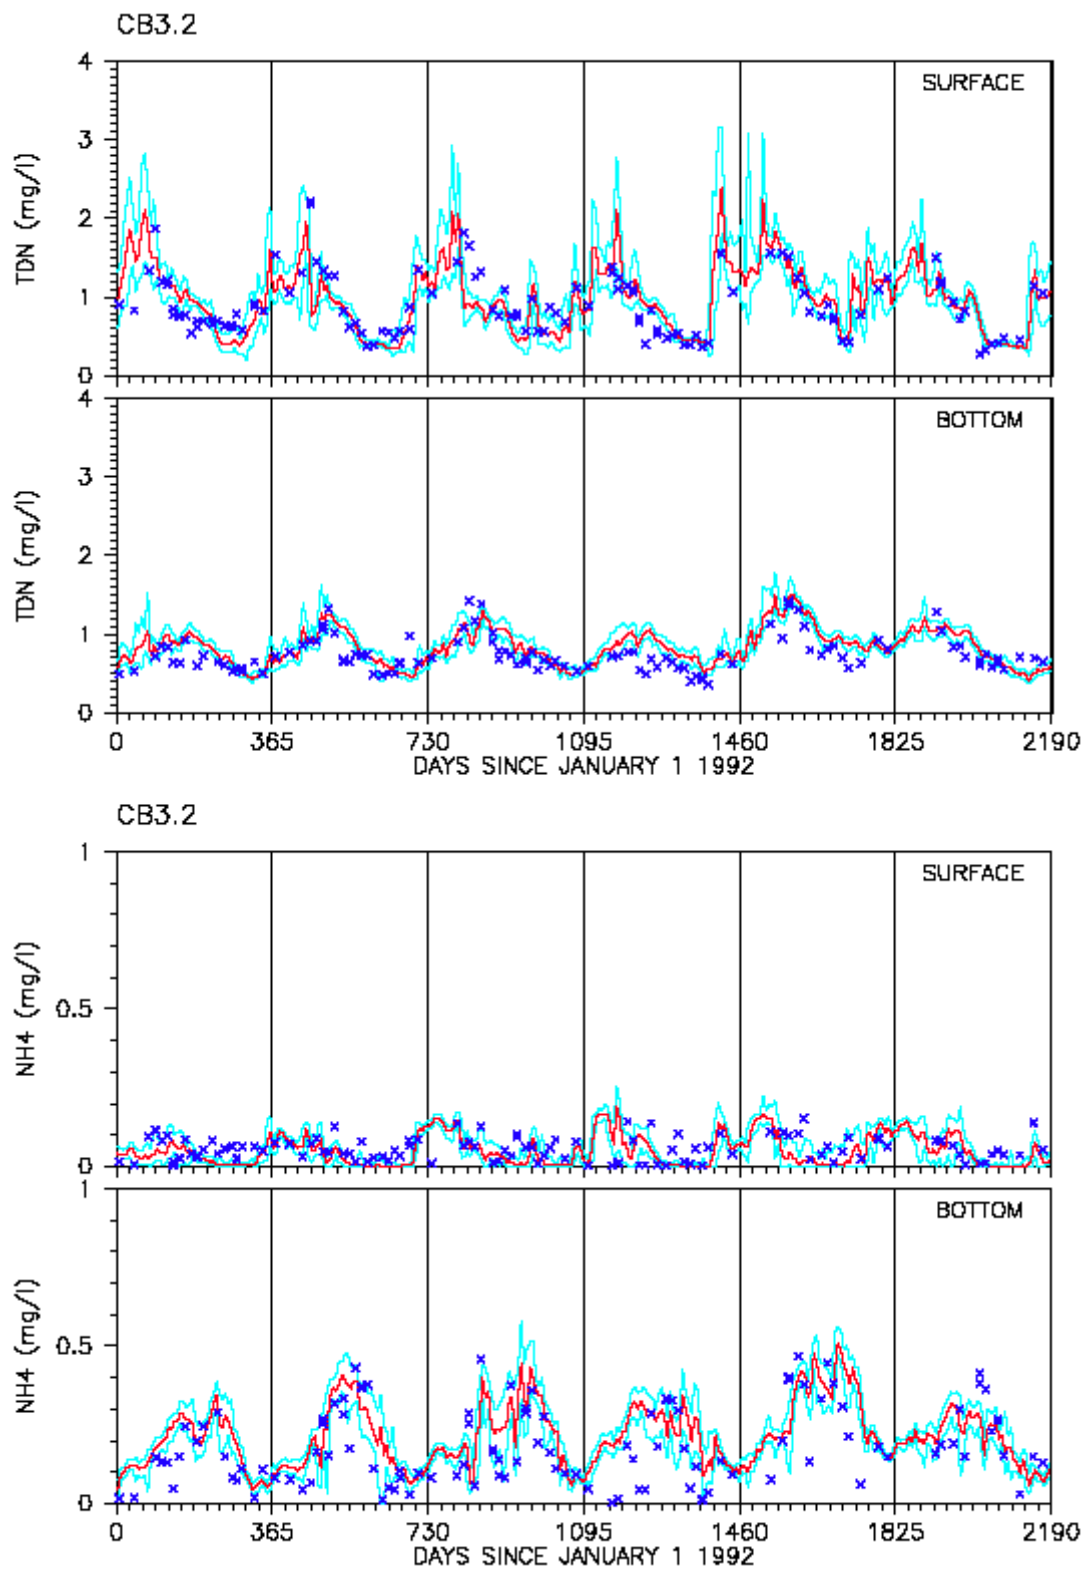 CB3.2
4
SURFACE
3
TDN (mg/l)
2
1
0
4
BOTTOM
3
TDN (mg/l)
2
1
0
0 365 730 1095 1460 1825 2190
DAYS SINCE JANUARY 1 1992
CB3.2
1
SURFACE
NH4 (mg/l)
0.5
0
1
BOTTOM
NH4 (mg/l)
0.5
0
0 365 730 1095 1460 1825 2190
DAYS SINCE JANUARY 1 1992